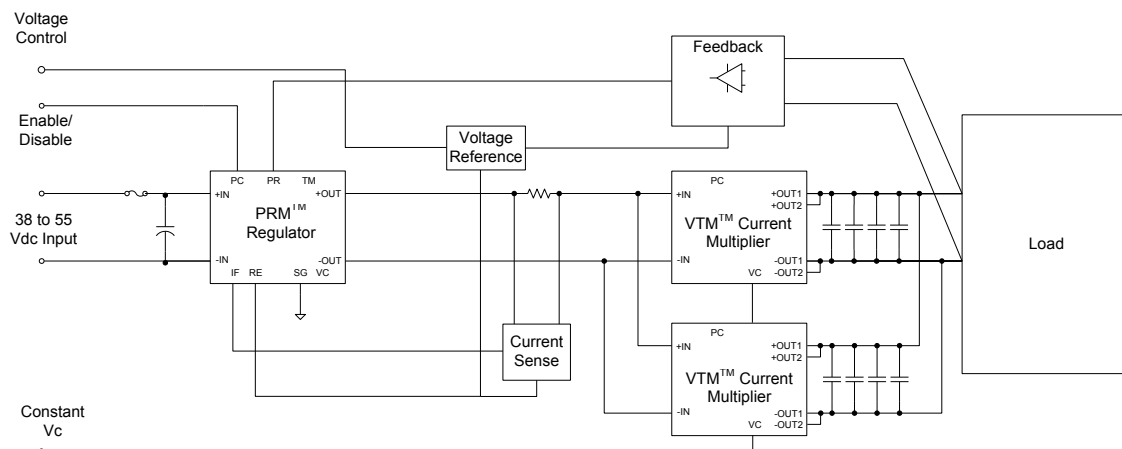 Voltage
Control
Feedback
Enable/
Disable
Voltage
Reference
PC PR TM
+IN
+OUT
PRM™
Regulator
-IN
-OUT
IF RE SG VC
38 to 55
Vdc Input
PC
+IN
+OUT1
+OUT2
VTM™ Current
Multiplier
-IN
-OUT1
-OUT2
VC
Load
Current
Sense
PC
+IN
+OUT1
+OUT2
VTM™ Current
Multiplier
-IN
-OUT1
-OUT2
VC
Constant
Vc